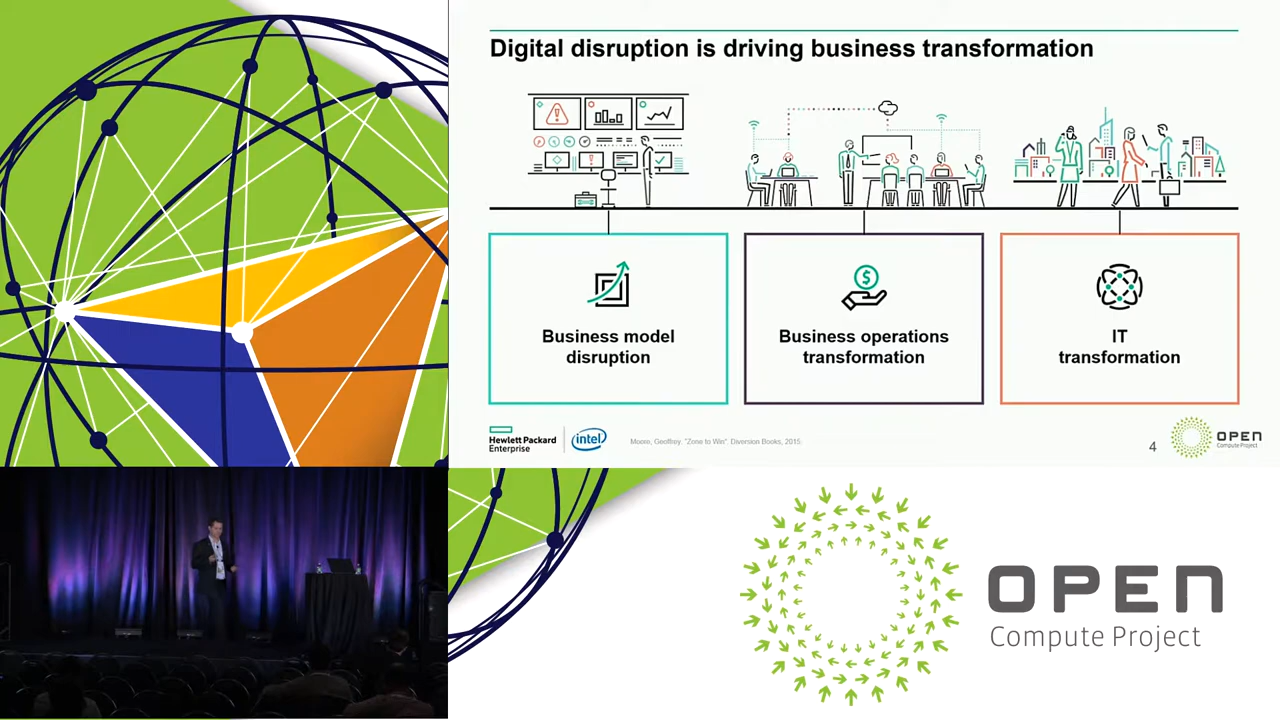 Digital disruption is driving business transformation
Business model
disruption
Business operations
transformation
IT
transformation
Hewlett Packard
Enterprise
intel
Moore, Geoffrey. "Zone to Win". Diversion Books, 2015.
4
OPEN
Compute Project
OPEN
Compute Project